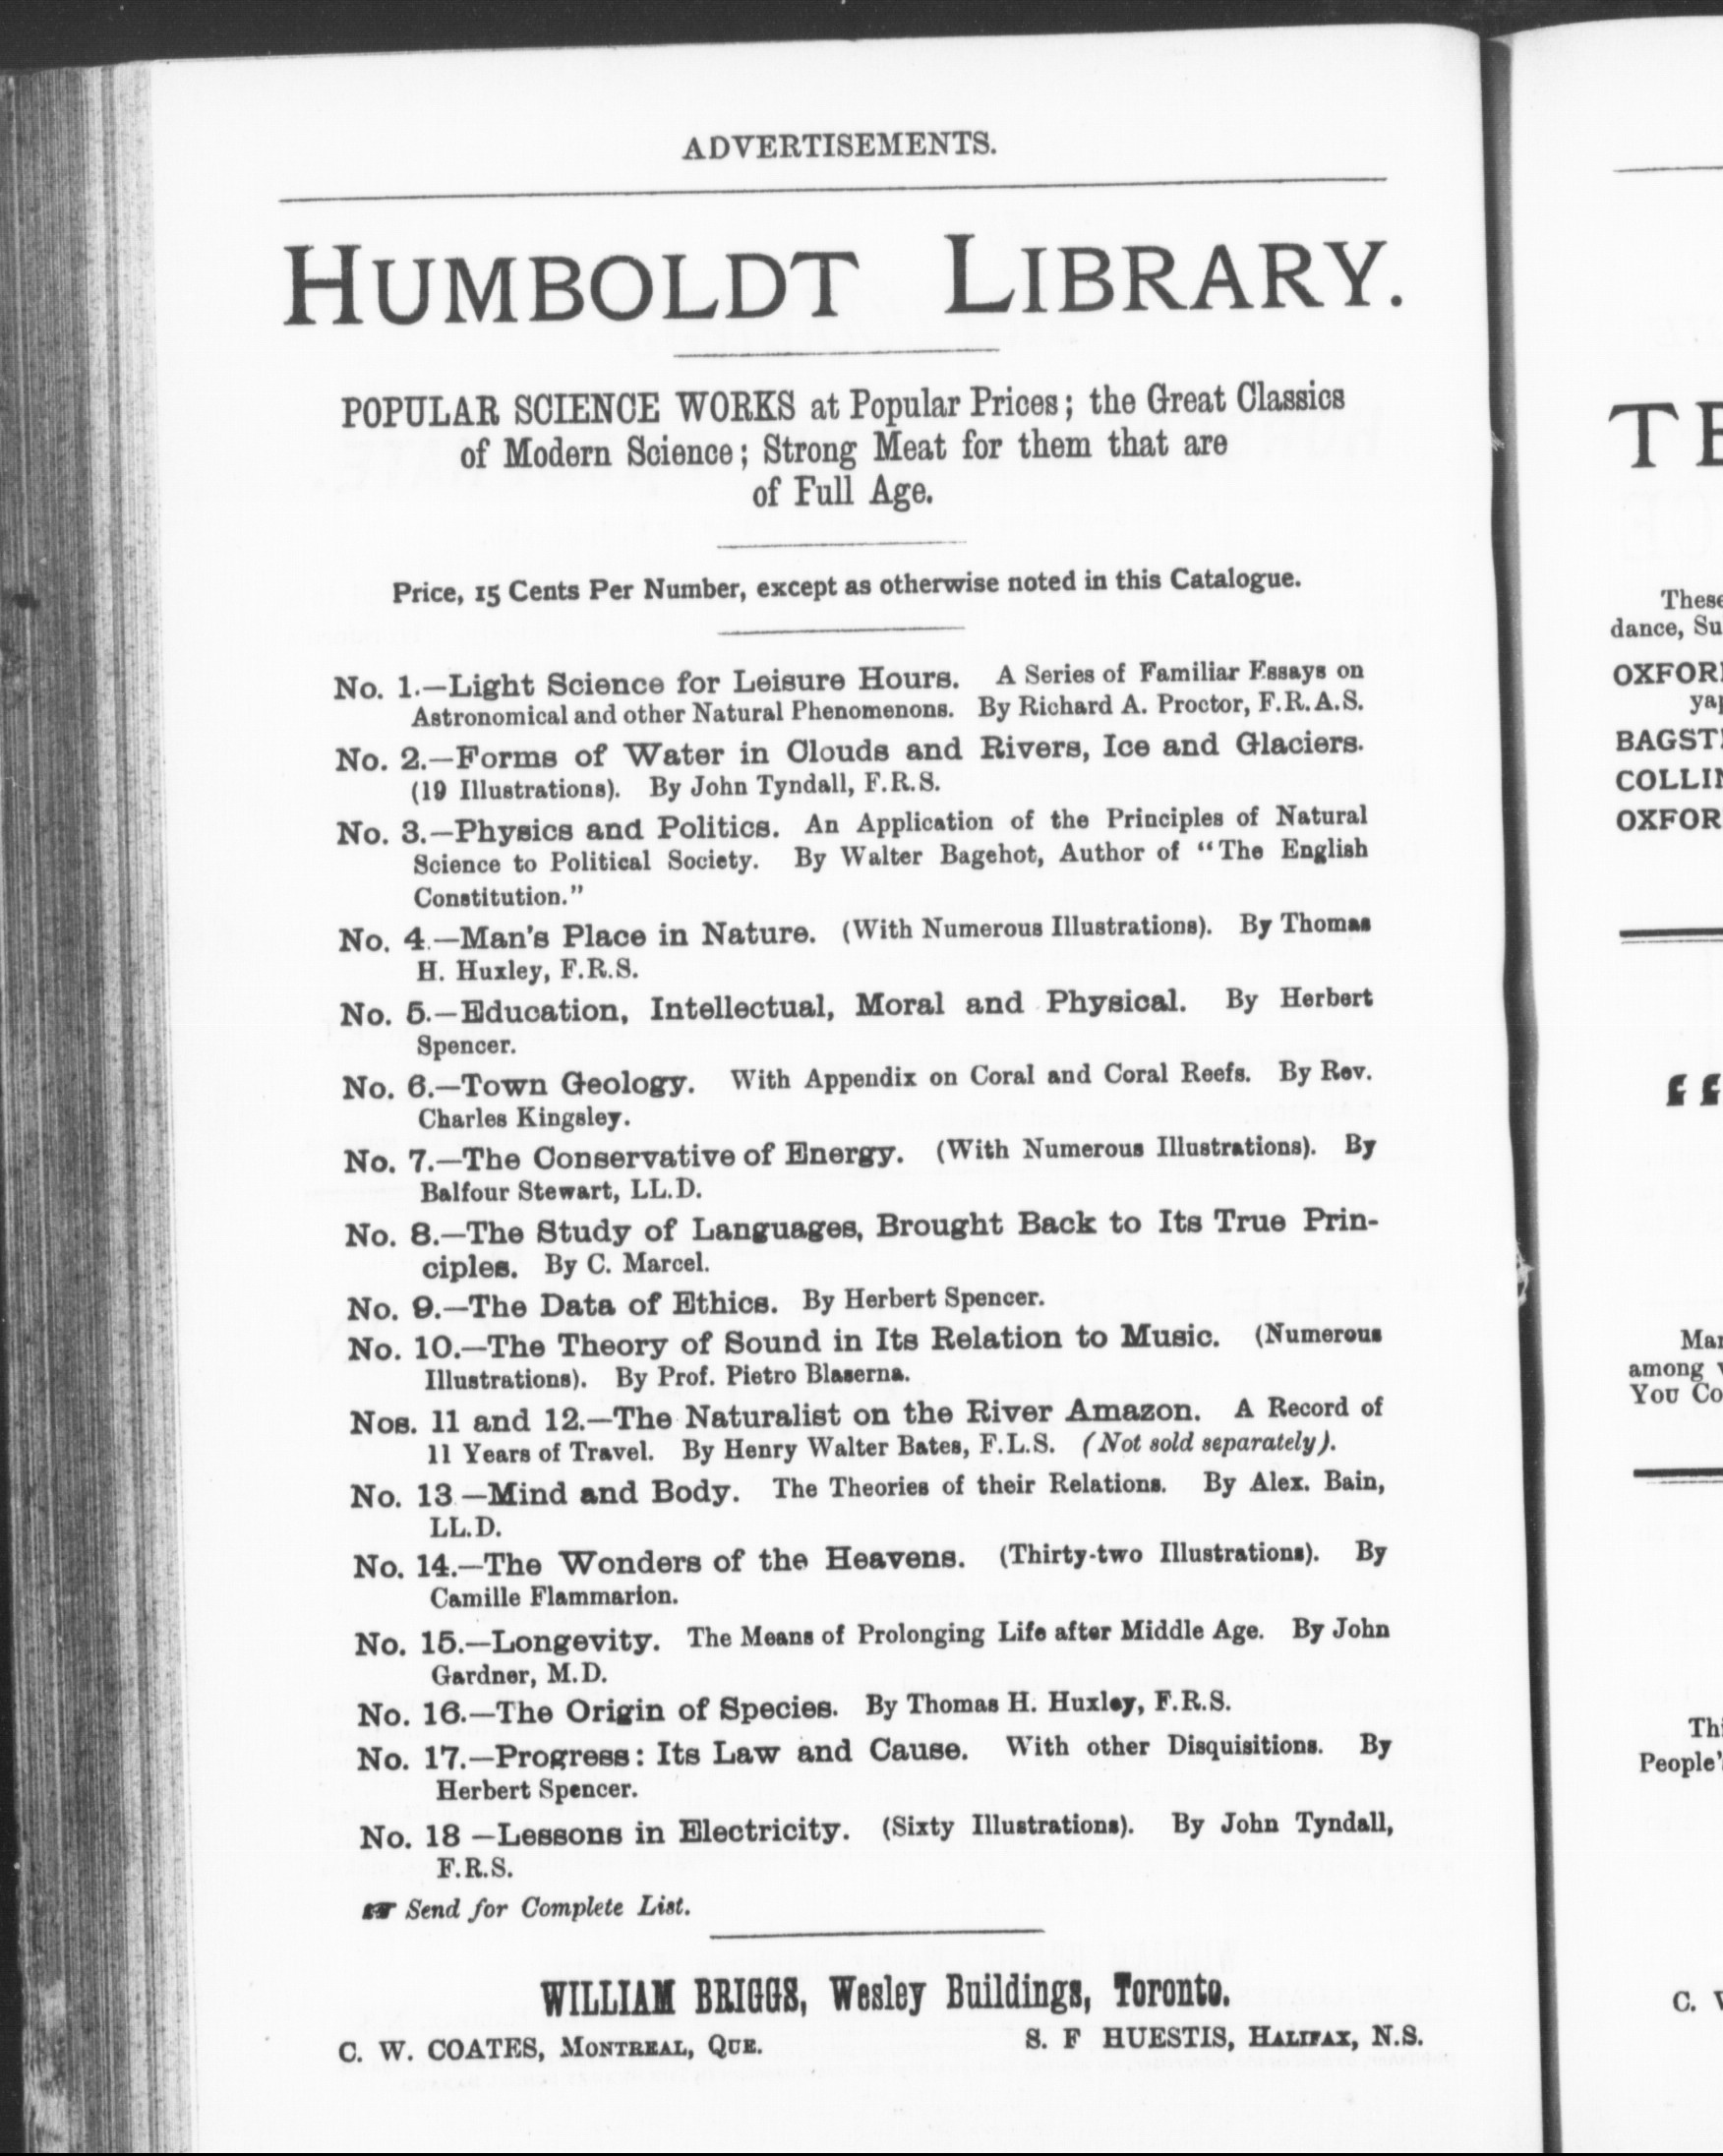 ADVERTISEMENTS.
HUMBOLDT LIBRARY.
POPULAR SCIENCE WORKS at Popular Prices; the Great Classics
of Modern Science; Strong Meat for them that are
of Full Age.
Price, 15 Cents Per Number, except as otherwise noted in this Catalogue.
No. 1.—Light Science for Leisure Hours. A Series of Familiar Essays on
Astronomical and other Natural Phenomenons. By Richard A. Proctor, F.R.A.S.
No. 2.—Forms of Water in Clouds and Rivers, Ice and Glaciers.
(19 Illustrations). By John Tyndall, F.R.S.
No. 3.—Physics and Politics. An Application of the Principles of Natural
Science to Political Society. By Walter Bagehot, Author of "The English
Constitution."
No. 4.—Man's Place in Nature. (With Numerous Illustrations). By Thomas
H. Huxley, F.R.S.
No. 5.—Education, Intellectual, Moral and Physical. By Herbert
Spencer.
No. 6.—Town Geology. With Appendix on Coral and Coral Reefs. By Rev.
Charles Kingsley.
No. 7.—The Conservative of Energy. (With Numerous Illustrations). By
Balfour Stewart, LL.D.
No. 8.—The Study of Languages, Brought Back to Its True Prin-
ciples. By C. Marcel.
No. 9.—The Data of Ethics. By Herbert Spencer.
No. 10.—The Theory of Sound in Its Relation to Music. (Numerous
Illustrations). By Prof. Pietro Blaserna.
Nos. 11 and 12.—The Naturalist on the River Amazon. A Record of
11 Years of Travel. By Henry Walter Bates, F.L.S. (Not sold separately).
No. 13—Mind and Body. The Theories of their Relations. By Alex. Bain,
LL.D.
No. 14.—The Wonders of the Heavens. (Thirty-two Illustrations). By
Camille Flammarion.
No. 15.—Longevity. The Means of Prolonging Life after Middle Age. By John
Gardner, M.D.
No. 16.—The Origin of Species. By Thomas H. Huxley, F.R.S.
No. 17.—Progress: Its Law and Cause. With other Disquisitions. By
Herbert Spencer.
No. 18—Lessons in Electricity. (Sixty Illustrations). By John Tyndall,
F.R.S.
☞ Send for Complete List.
WILLIAM BRIGGS, Wesley Buildings, Toronto.
C. W. COATES, MONTREAL, QUE. S. F HUESTIS, HALIFAX, N.S.
TE
These
dance, Su
OXFOR
yap
BAGST
COLLIN
OXFOR
“
Mar
among
You Co
Thi
People'
C.